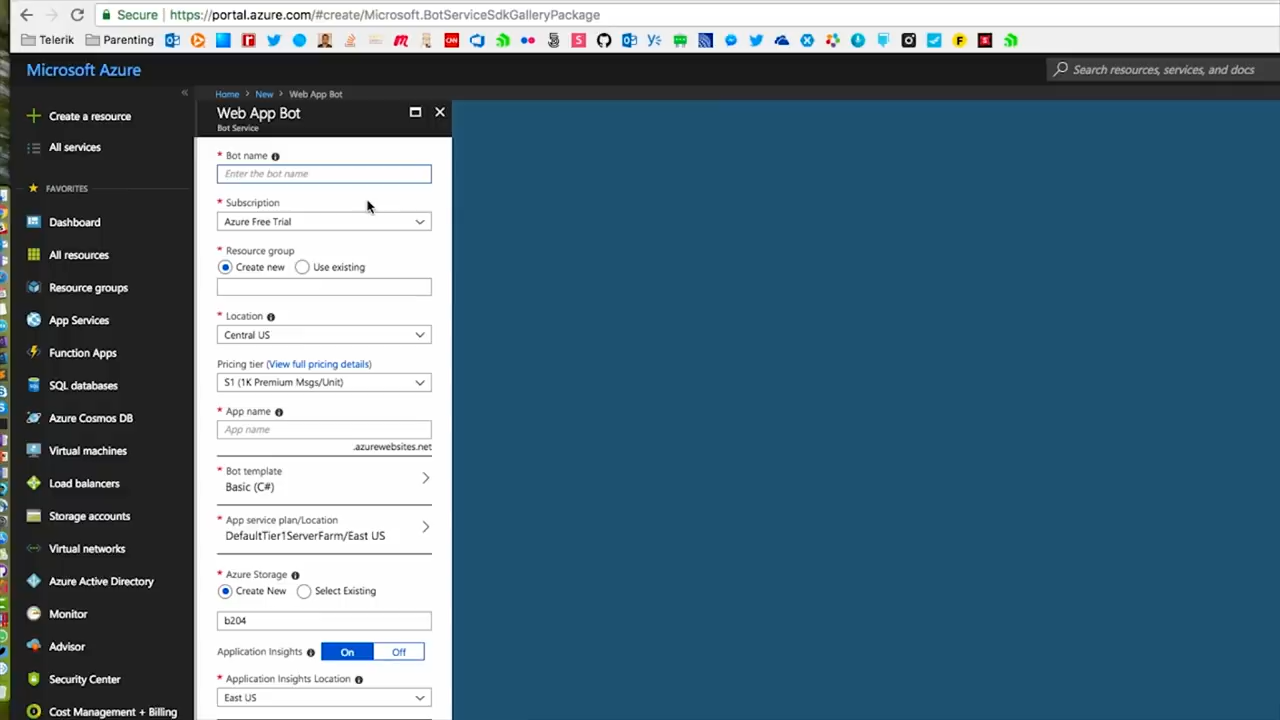 Secure | https://portal.azure.com/#create/Microsoft.BotServiceSdkGalleryPackage
Telerik
Parenting
Microsoft Azure
Search resources, services, and docs
Home > New > Web App Bot
Web App Bot
Bot Service
Create a resource
All services
FAVORITES
Dashboard
All resources
Resource groups
App Services
Function Apps
SQL databases
Azure Cosmos DB
Virtual machines
Load balancers
Storage accounts
Virtual networks
Azure Active Directory
Monitor
Advisor
Security Center
Cost Management + Billing
* Bot name
Enter the bot name
* Subscription
Azure Free Trial
* Resource group
Create new
Use existing
* Location
Central US
Pricing tier (View full pricing details)
S1 (1K Premium Msgs/Unit)
* App name
App name
.azurewebsites.net
* Bot template
Basic (C#)
* App service plan/Location
DefaultTier1ServerFarm/East US
* Azure Storage
Create New
Select Existing
b204
Application Insights
On
Off
* Application Insights Location
East US